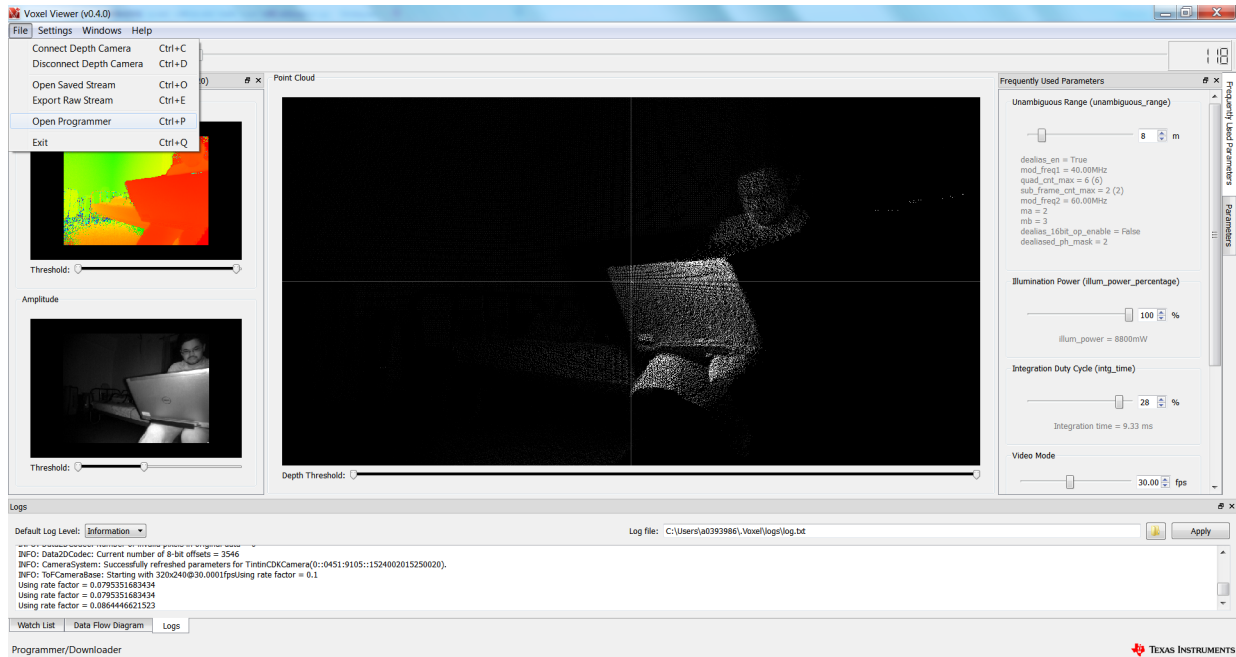 Voxel Viewer (v0.4.0)
File Settings Windows Help
Connect Depth Camera Ctrl+C
Disconnect Depth Camera Ctrl+D
Open Saved Stream Ctrl+O
Export Raw Stream Ctrl+E
Open Programmer Ctrl+P
Exit Ctrl+Q
Threshold:
Amplitude
Threshold:
Point Cloud
Depth Threshold:
Frequently Used Parameters
Unambiguous Range (unambiguous_range)
8 m
dealias_en = True
mod_freq1 = 40.00MHz
quad_cnt_max = 6 (6)
sub_frame_cnt_max = 2 (2)
mod_freq2 = 60.00MHz
ma = 2
mb = 3
dealias_16bit_op_enable = False
dealiased_ph_mask = 2
Illumination Power (illum_power_percentage)
100 %
illum_power = 8800mW
Integration Duty Cycle (intg_time)
28 %
Integration time = 9.33 ms
Video Mode
30.00 fps
Frequently Used Parameters
Parameters
Logs
Default Log Level: Information
Log file: C:\Users\a0393986\.Voxel\logs\log.txt
Apply
INFO: Data2DCodec: Current number of 8-bit offsets = 3546
INFO: CameraSystem: Successfully refreshed parameters for TintinCDKCamera(0::0451:9105::1524002015250020).
INFO: ToFCameraBase: Starting with 320x240@30.0001fpsUsing rate factor = 0.1
Using rate factor = 0.0795351683434
Using rate factor = 0.0795351683434
Using rate factor = 0.0864446621523
Watch List Data Flow Diagram Logs
Programmer/Downloader
TEXAS INSTRUMENTS